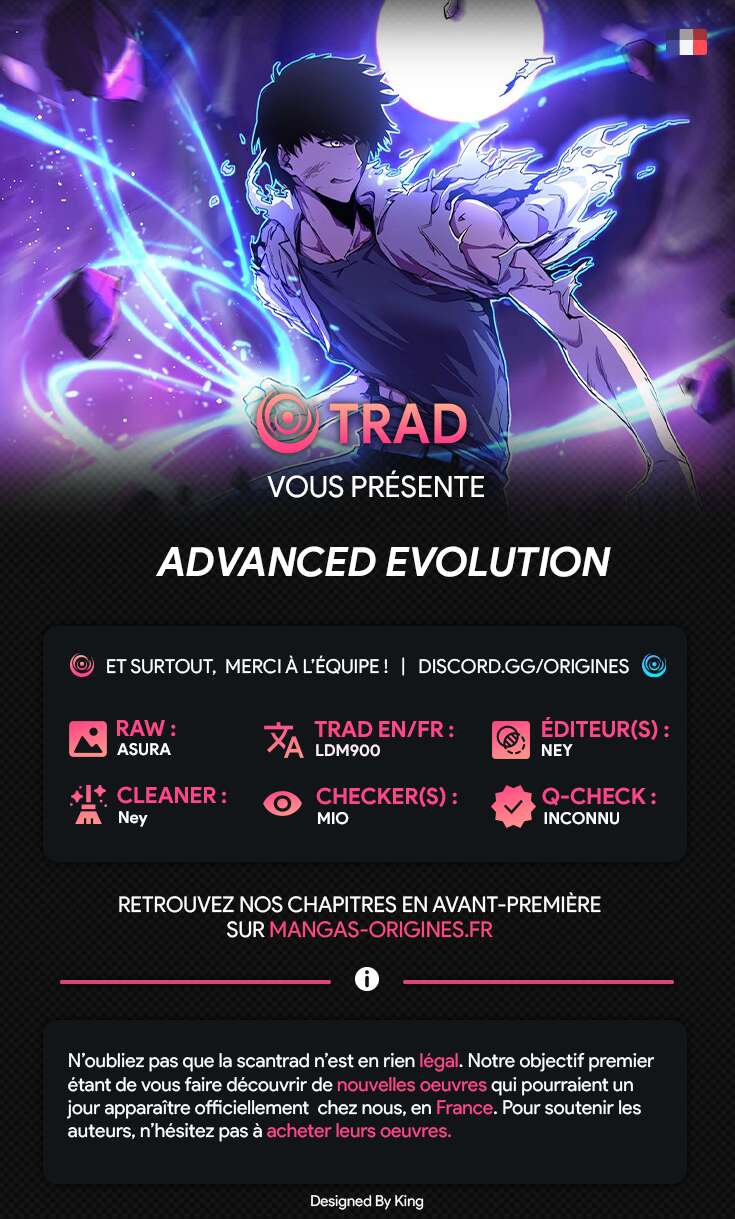 TRAD
VOUS PRÉSENTE
ADVANCED EVOLUTION
ET SURTOUT, MERCI À L'ÉQUIPE ! | DISCORD.GG/ORIGINES
RAW :
ASURA
TRAD EN/FR :
LDM900
ÉDITEUR(S) :
NEY
CLEANER :
Ney
CHECKER(S) :
MIO
Q-CHECK :
INCONNU
RETROUVEZ NOS CHAPITRES EN AVANT-PREMIÈRE
SUR MANGAS-ORIGINES.FR
N'oubliez pas que la scantrad n'est en rien légal. Notre objectif premier
étant de vous faire découvrir de nouvelles oeuvres qui pourraient un
jour apparaître officiellement chez nous, en France. Pour soutenir les
auteurs, n'hésitez pas à acheter leurs oeuvres.
Designed By King